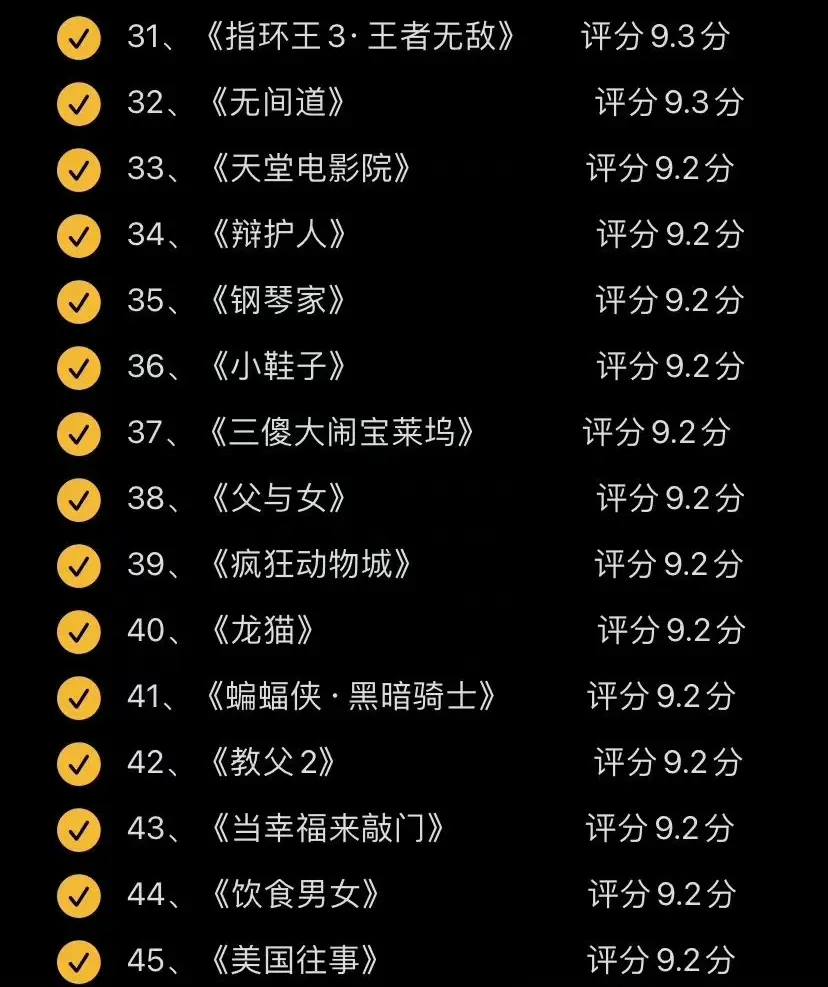 31、《指环王3·王者无敌》 评分9.3分
32、《无间道》 评分9.3分
33、《天堂电影院》 评分9.2分
34、《辩护人》 评分9.2分
35、《钢琴家》 评分9.2分
36、《小鞋子》 评分9.2分
37、《三傻大闹宝莱坞》 评分9.2分
38、《父与女》 评分9.2分
39、《疯狂动物城》 评分9.2分
40、《龙猫》 评分9.2分
41、《蝙蝠侠·黑暗骑士》 评分9.2分
42、《教父2》 评分9.2分
43、《当幸福来敲门》 评分9.2分
44、《饮食男女》 评分9.2分
45、《美国往事》 评分9.2分